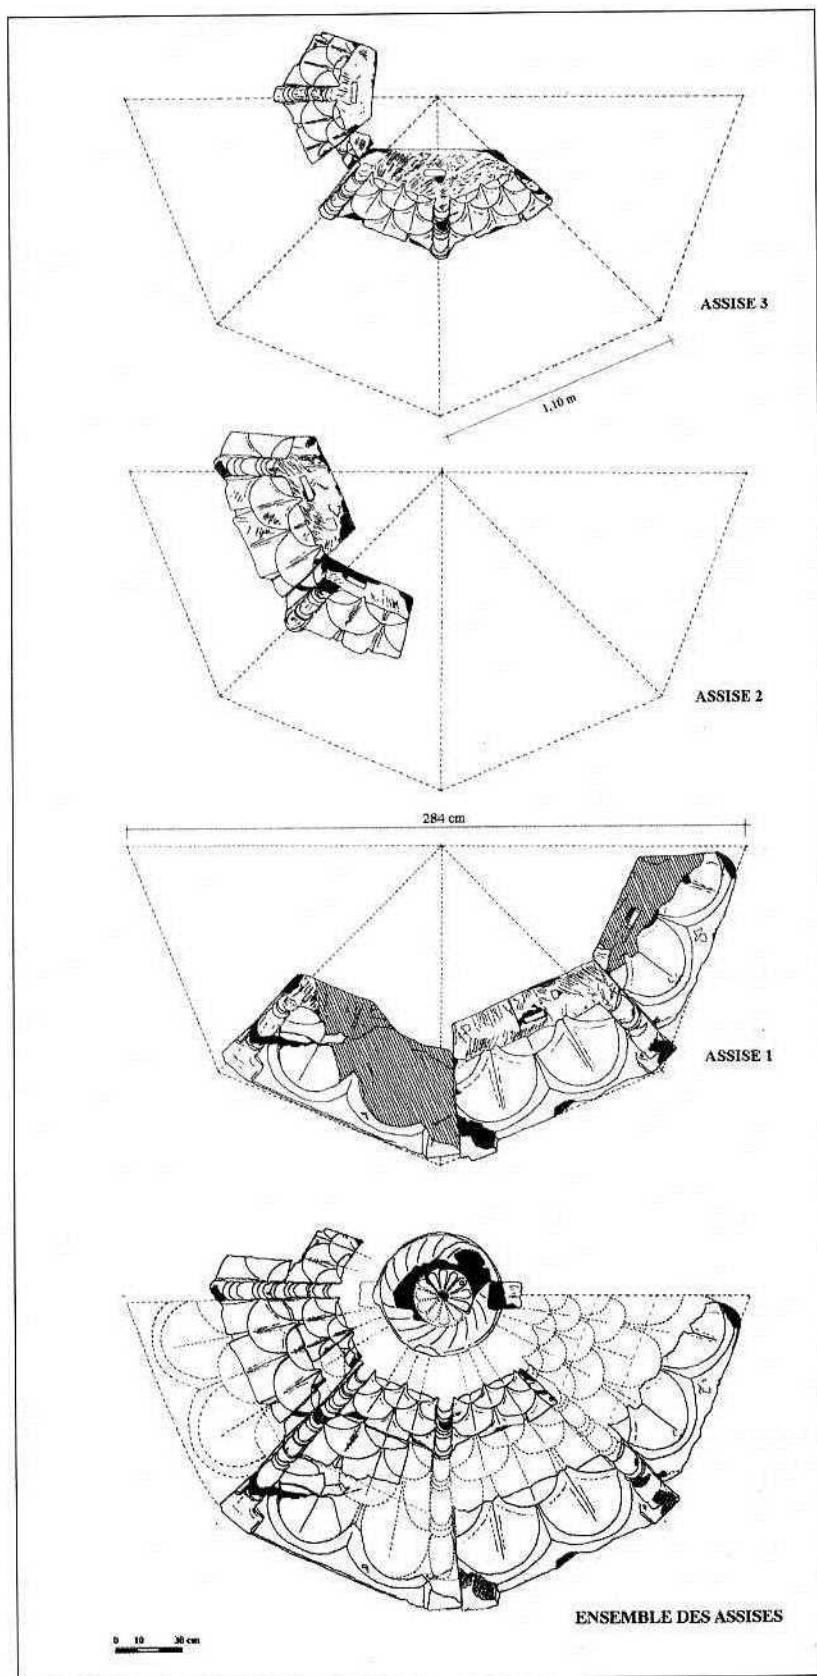 ASSISE 3
1,10 m
ASSISE 2
284 cm
ASSISE 1
ENSEMBLE DES ASSISES
0 10 30 cm